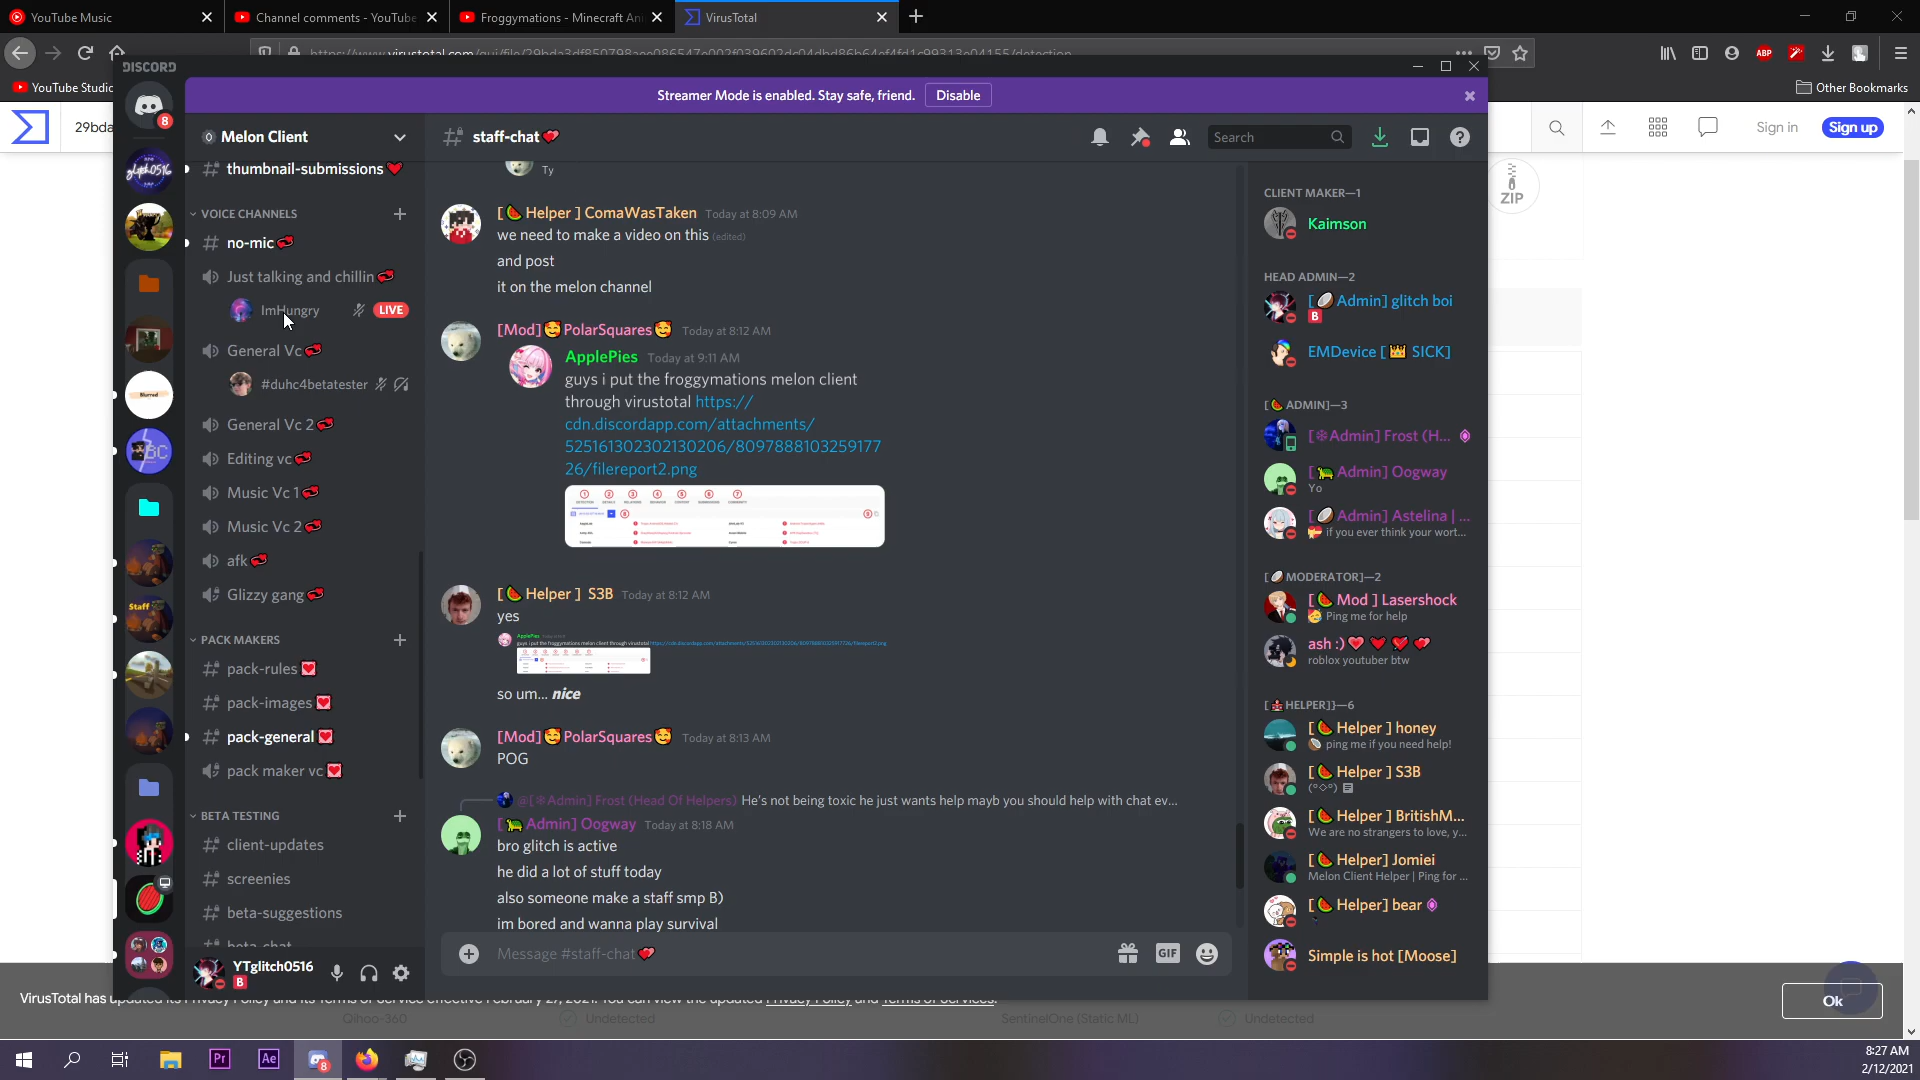 YouTube Music
Channel comments - YouTube
Froggymations - Minecraft An
VirusTotal
https://www.virustotal.com/gui/file/29bda3df850798aee086547e002f039602dc04dbd86b64ef4fd1c99313e04155/detection
YouTube Studio
Other Bookmarks
29bda
Sign in
Sign up
ZIP
DISCORD
Streamer Mode is enabled. Stay safe, friend.
Disable
8
Melon Client
thumbnail-submissions
VOICE CHANNELS
no-mic
Just talking and chillin
ImHungry
LIVE
General Vc
#duhc4betatester
General Vc 2
Editing vc
Music Vc 1
Music Vc 2
afk
Glizzy gang
PACK MAKERS
pack-rules
pack-images
pack-general
pack maker vc
BETA TESTING
client-updates
screenies
beta-suggestions
beta-chat
YTglitch0516
B
glitch0516
Blurred
BC
Staff
staff-chat
Search
Ty
[ Helper ] ComaWasTaken Today at 8:09 AM
we need to make a video on this (edited)
and post
it on the melon channel
[Mod] PolarSquares Today at 8:12 AM
ApplePies Today at 9:11 AM
guys i put the froggymations melon client
through virustotal https://
cdn.discordapp.com/attachments/
525161302302130206/8097888103259177
26/filereport2.png
[ Helper ] S3B Today at 8:12 AM
yes
so um... nice
[Mod] PolarSquares Today at 8:13 AM
POG
@[ Admin] Frost (Head Of Helpers) He's not being toxic he just wants help mayb you should help with chat ev...
[ Admin] Oogway Today at 8:18 AM
bro glitch is active
he did a lot of stuff today
also someone make a staff smp B)
im bored and wanna play survival
Message #staff-chat
GIF
CLIENT MAKER—1
Kaimson
HEAD ADMIN—2
[ Admin] glitch boi
B
EMDevice [ SICK]
[ ADMIN]—3
[ Admin] Frost (H...
[ Admin] Oogway
Yo
[ Admin] Astelina | ...
if you ever think your wort...
[ MODERATOR]—2
[ Mod ] Lasershock
Ping me for help
ash :)
roblox youtuber btw
[ HELPER]}—6
[ Helper ] honey
ping me if you need help!
[ Helper ] S3B
[ Helper ] BritishM...
We are no strangers to love, y...
[ Helper] Jomiei
Melon Client Helper | Ping for ...
[ Helper] bear
Simple is hot [Moose]
VirusTotal has updated its Privacy Policy and its Terms of Service effective February 27, 2021. You can view the updated Privacy Policy and Terms of Services.
Ok
Qihoo-360
Undetected
SentinelOne (Static ML)
Undetected
Pr
Ae
8
8:27 AM
2/12/2021